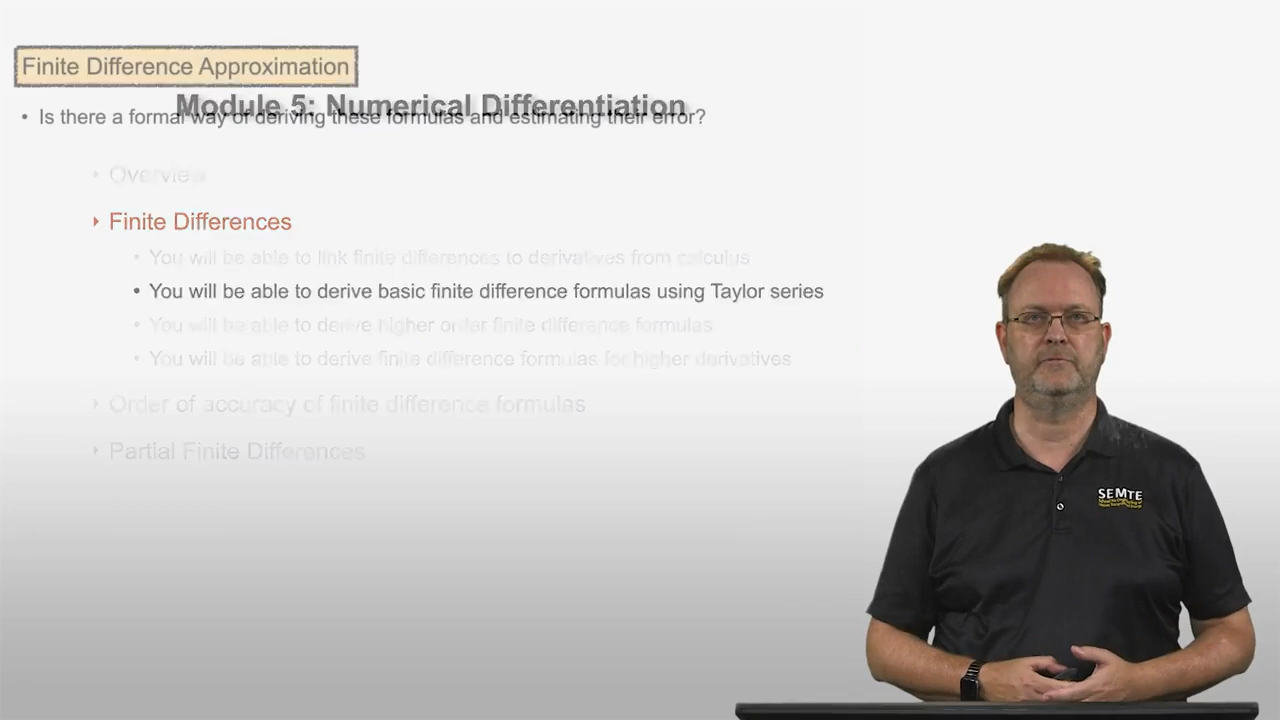 Finite Difference Approximation
Module 5: Numerical Differentiation
• Is there a formal way of deriving these formulas and estimating their error?
Overview
Finite Differences
• You will be able to link finite differences to derivatives from calculus
• You will be able to derive basic finite difference formulas using Taylor series
• You will be able to derive higher order finite difference formulas
• You will be able to derive finite difference formulas for higher derivatives
Order of accuracy of finite difference formulas
Partial Finite Differences
SEMTE